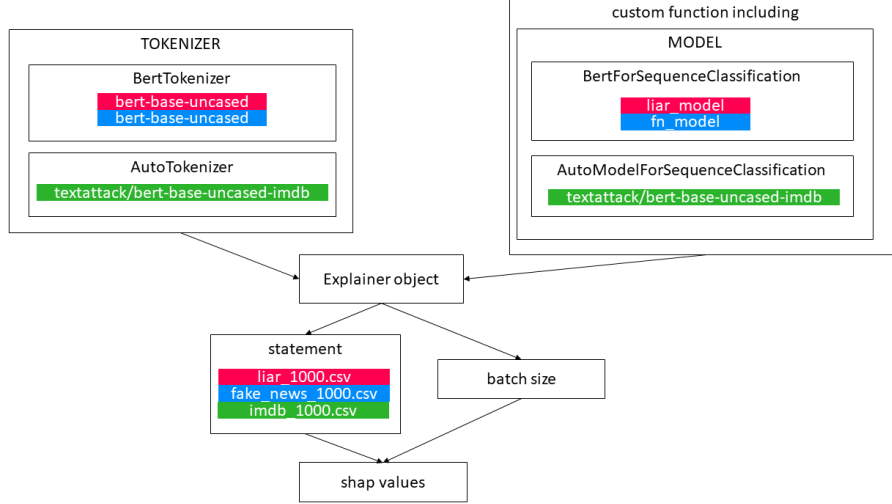 TOKENIZER
BertTokenizer
bert-base-uncased
bert-base-uncased
AutoTokenizer
textattack/bert-base-uncased-imdb
custom function including
MODEL
BertForSequenceClassification
liar_model
fn_model
AutoModelForSequenceClassification
textattack/bert-base-uncased-imdb
Explainer object
statement
liar_1000.csv
fake_news_1000.csv
imdb_1000.csv
batch size
shap values